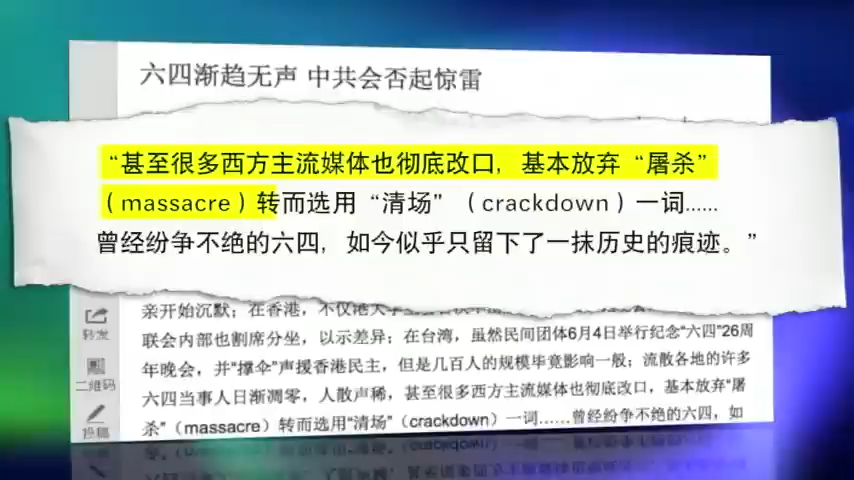 六四渐趋无声 中共会否起惊雷
“甚至很多西方主流媒体也彻底改口，基本放弃“屠杀”
（massacre）转而选用“清场”（crackdown）一词......
曾经纷争不绝的六四，如今似乎只留下了一抹历史的痕迹。”
亲开始沉默；在香港，不仅港大学生会
转发
联会内部也割席分坐，以示差异；在台湾，虽然民间团体6月4日举行纪念“六四”26周
年晚会，并“撑伞”声援香港民主，但是几百人的规模毕竟影响一般；流散各地的许多
二维码
六四当事人日渐凋零，人散声稀，甚至很多西方主流媒体也彻底改口，基本放弃“屠
杀”（massacre）转而选用“清场”（crackdown）一词......曾经纷争不绝的六四，如
投稿